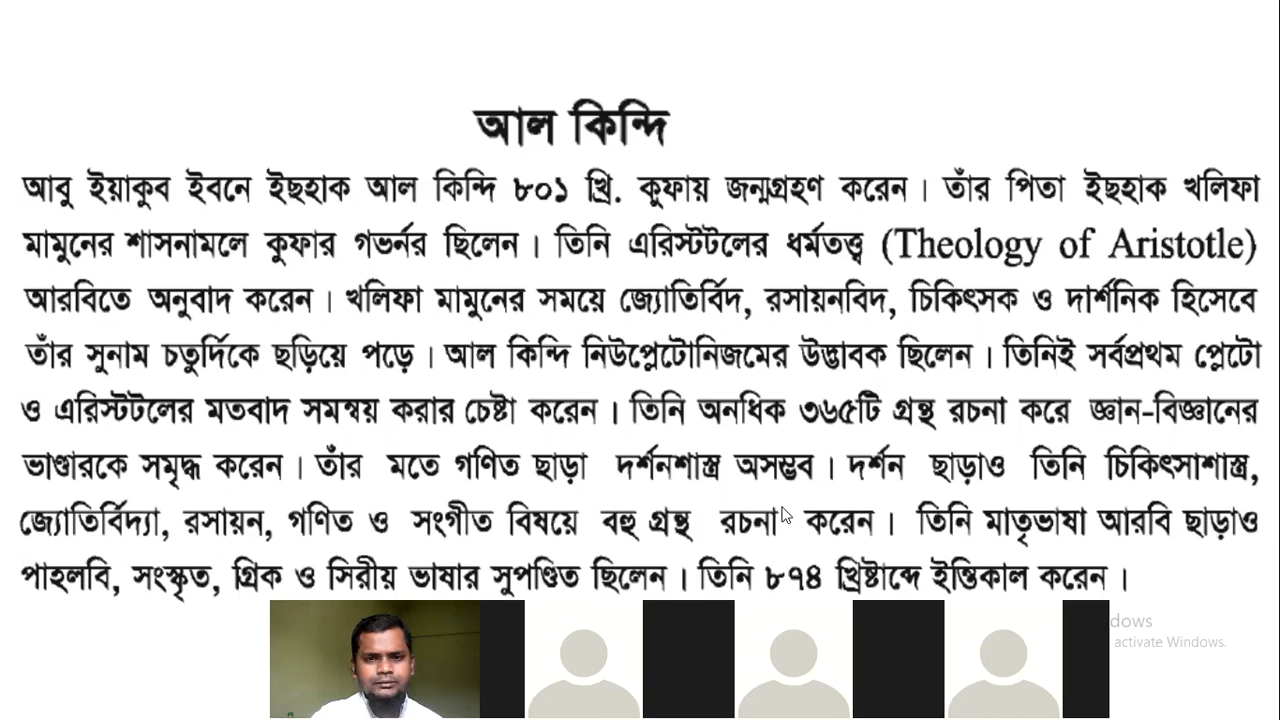 আল কিন্দি
আবু ইয়াকুব ইবনে ইছহাক আল কিন্দি ৮০১ খ্রি. কুফায় জন্মগ্রহণ করেন। তাঁর পিতা ইছহাক খলিফা
মামুনের শাসনামলে কুফার গভর্নর ছিলেন। তিনি এরিস্টটলের ধর্মতত্ত্ব (Theology of Aristotle)
আরবিতে অনুবাদ করেন। খলিফা মামুনের সময়ে জ্যোতির্বিদ, রসায়নবিদ, চিকিৎসক ও দার্শনিক হিসেবে
তাঁর সুনাম চতুর্দিকে ছড়িয়ে পড়ে। আল কিন্দি নিউপ্লেটোনিজমের উদ্ভাবক ছিলেন। তিনিই সর্বপ্রথম প্লেটো
ও এরিস্টটলের মতবাদ সমন্বয় করার চেষ্টা করেন। তিনি অনধিক ৩৬৫টি গ্রন্থ রচনা করে জ্ঞান-বিজ্ঞানের
ভাণ্ডারকে সমৃদ্ধ করেন। তাঁর মতে গণিত ছাড়া দর্শনশাস্ত্র অসম্ভব। দর্শন ছাড়াও তিনি চিকিৎসাশাস্ত্র,
জ্যোতির্বিদ্যা, রসায়ন, গণিত ও সংগীত বিষয়ে বহু গ্রন্থ রচনা করেন। তিনি মাতৃভাষা আরবি ছাড়াও
পাহলবি, সংস্কৃত, গ্রিক ও সিরীয় ভাষার সুপণ্ডিত ছিলেন। তিনি ৮৭৪ খ্রিষ্টাব্দে ইন্তিকাল করেন।
dows
activate Windows.